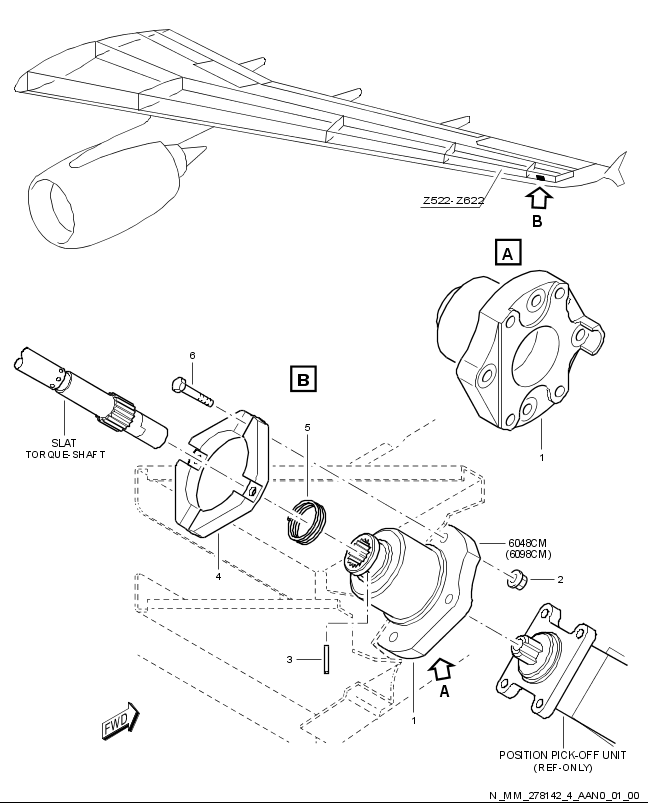 Z522-Z622
B
A
6
B
5
SLAT
TORQUE-SHAFT
1
6048CM
(6098CM)
4
2
3
A
1
FWD
POSITION PICK-OFF UNIT
(REF-ONLY)
N_MM_278142_4_AAN0_01_00